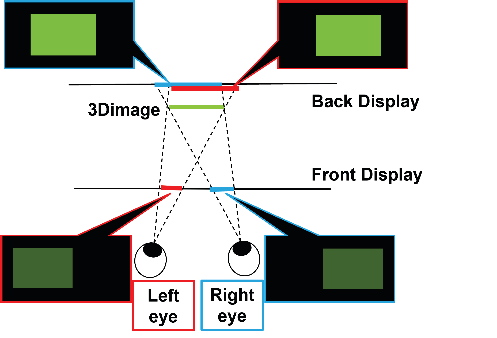 Back Display
3Dimage
Front Display
Left
eye
Right
eye